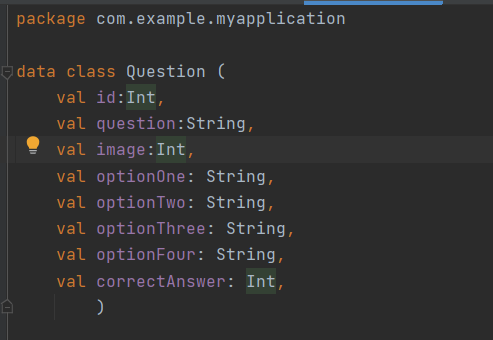 package com.example.myapplication
data class Question (
val id:Int,
val question:String,
val image:Int,
val optionOne: String,
val optionTwo: String,
val optionThree: String,
val optionFour: String,
val correctAnswer: Int,
)